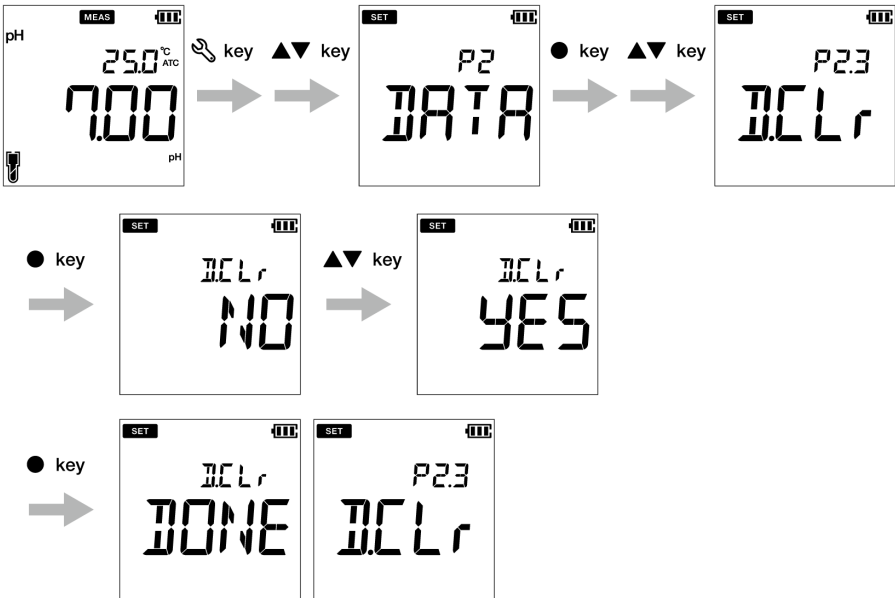 MEAS
pH
25.0 °C
ATC
7.00
pH
key
▲▼ key
SET
P2
DATA
● key
▲▼ key
SET
P2.3
D.CLr
● key
SET
D.CLr
NO
▲▼ key
SET
D.CLr
YES
● key
SET
D.CLr
DONE
SET
P2.3
D.CLr